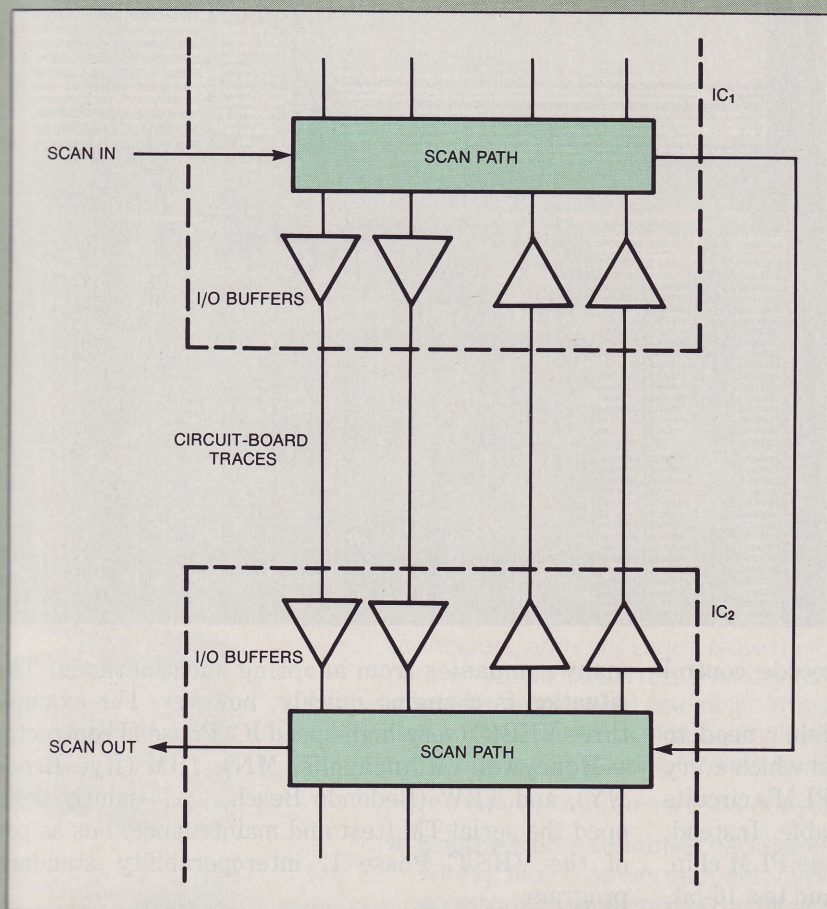 IC₁
SCAN IN
SCAN PATH
I/O BUFFERS
CIRCUIT-BOARD
TRACES
IC₂
I/O BUFFERS
SCAN OUT
SCAN PATH